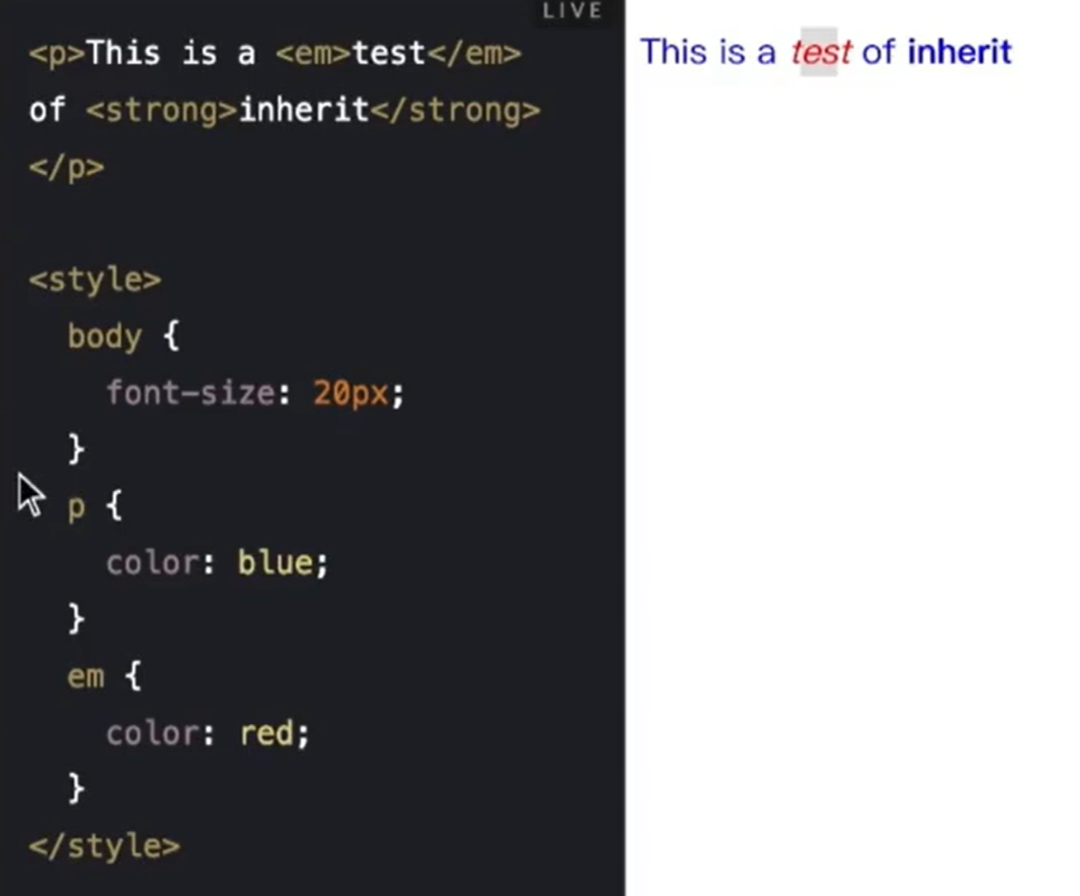 LIVE
<p>This is a <em>test</em>
of <strong>inherit</strong>
</p>
<style>
body {
font-size: 20px;
}
p {
color: blue;
}
em {
color: red;
}
</style>
This is a test of inherit